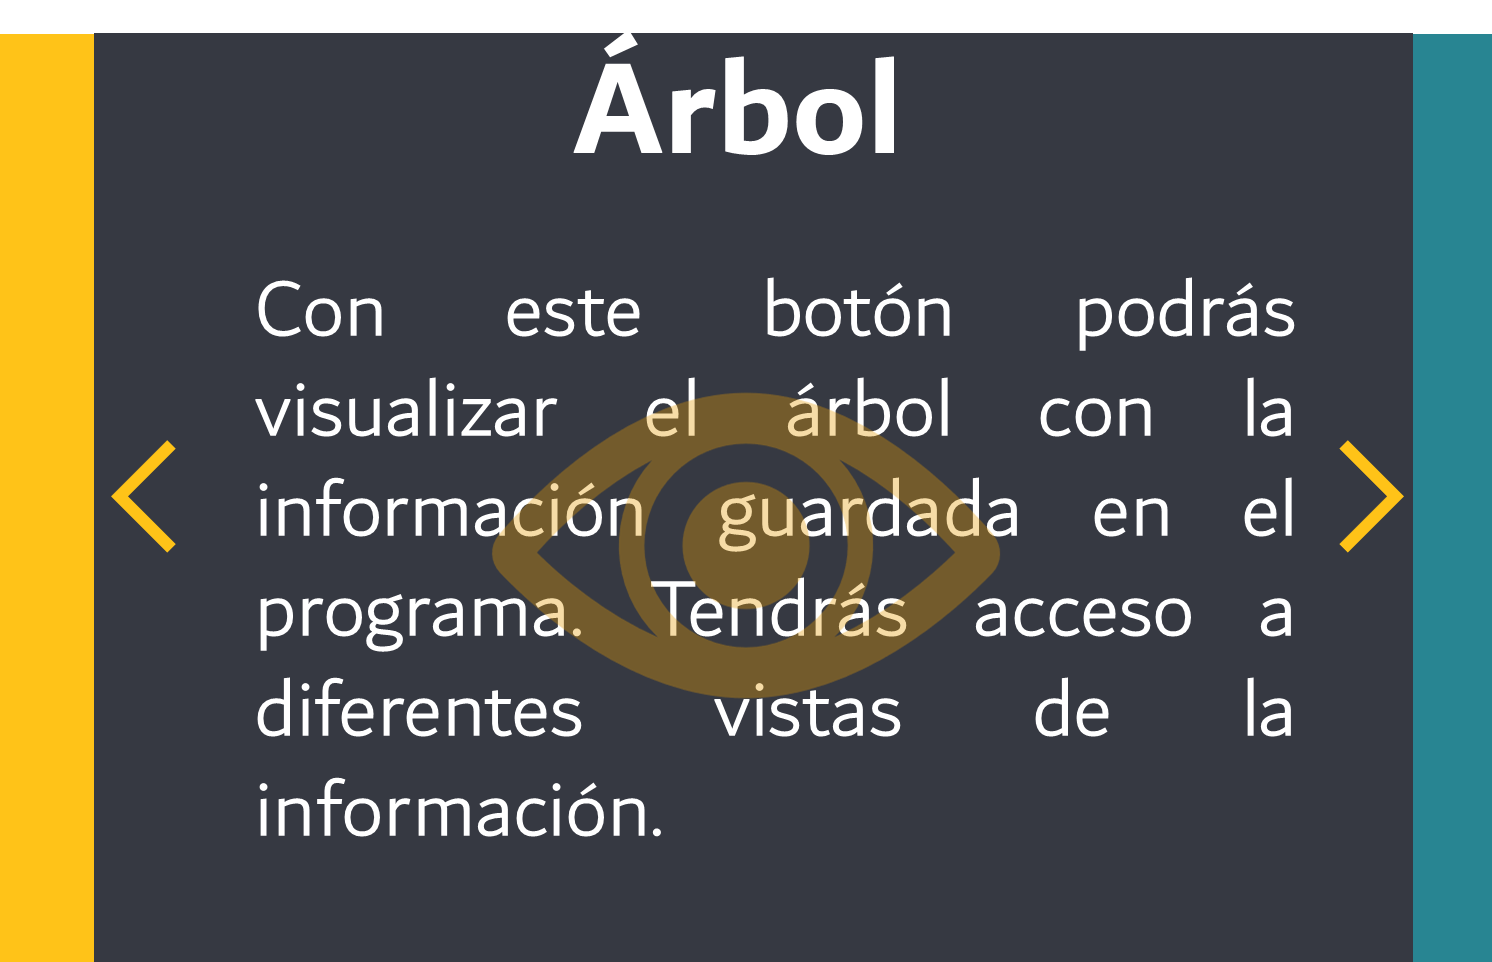 Árbol
Con este botón podrás
visualizar el árbol con la
información guardada en el
programa. Tendrás acceso a
diferentes vistas de la
información.